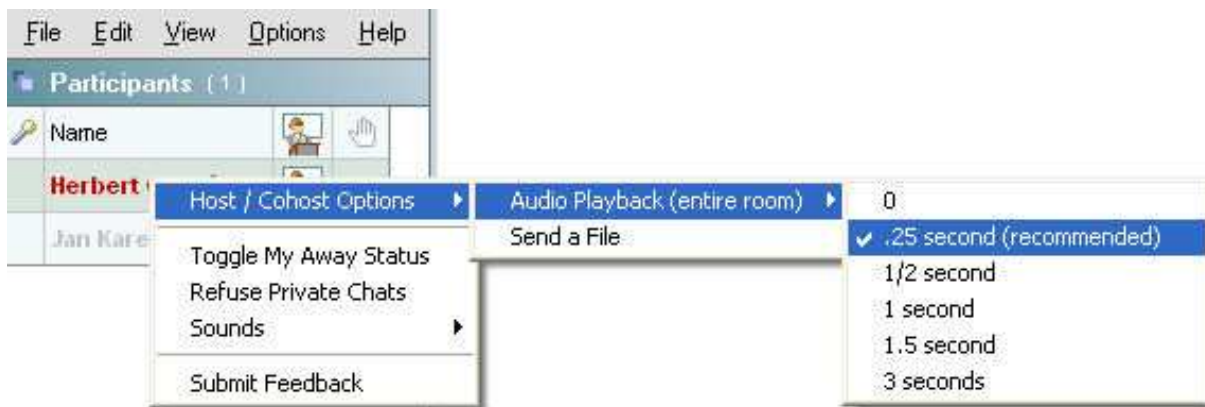 File Edit View Options Help
Participants ( 1 )
Name
Herbert
Jan Kare
Host / Cohost Options
Toggle My Away Status
Refuse Private Chats
Sounds
Submit Feedback
Audio Playback (entire room)
Send a File
0
.25 second (recommended)
1/2 second
1 second
1.5 second
3 seconds